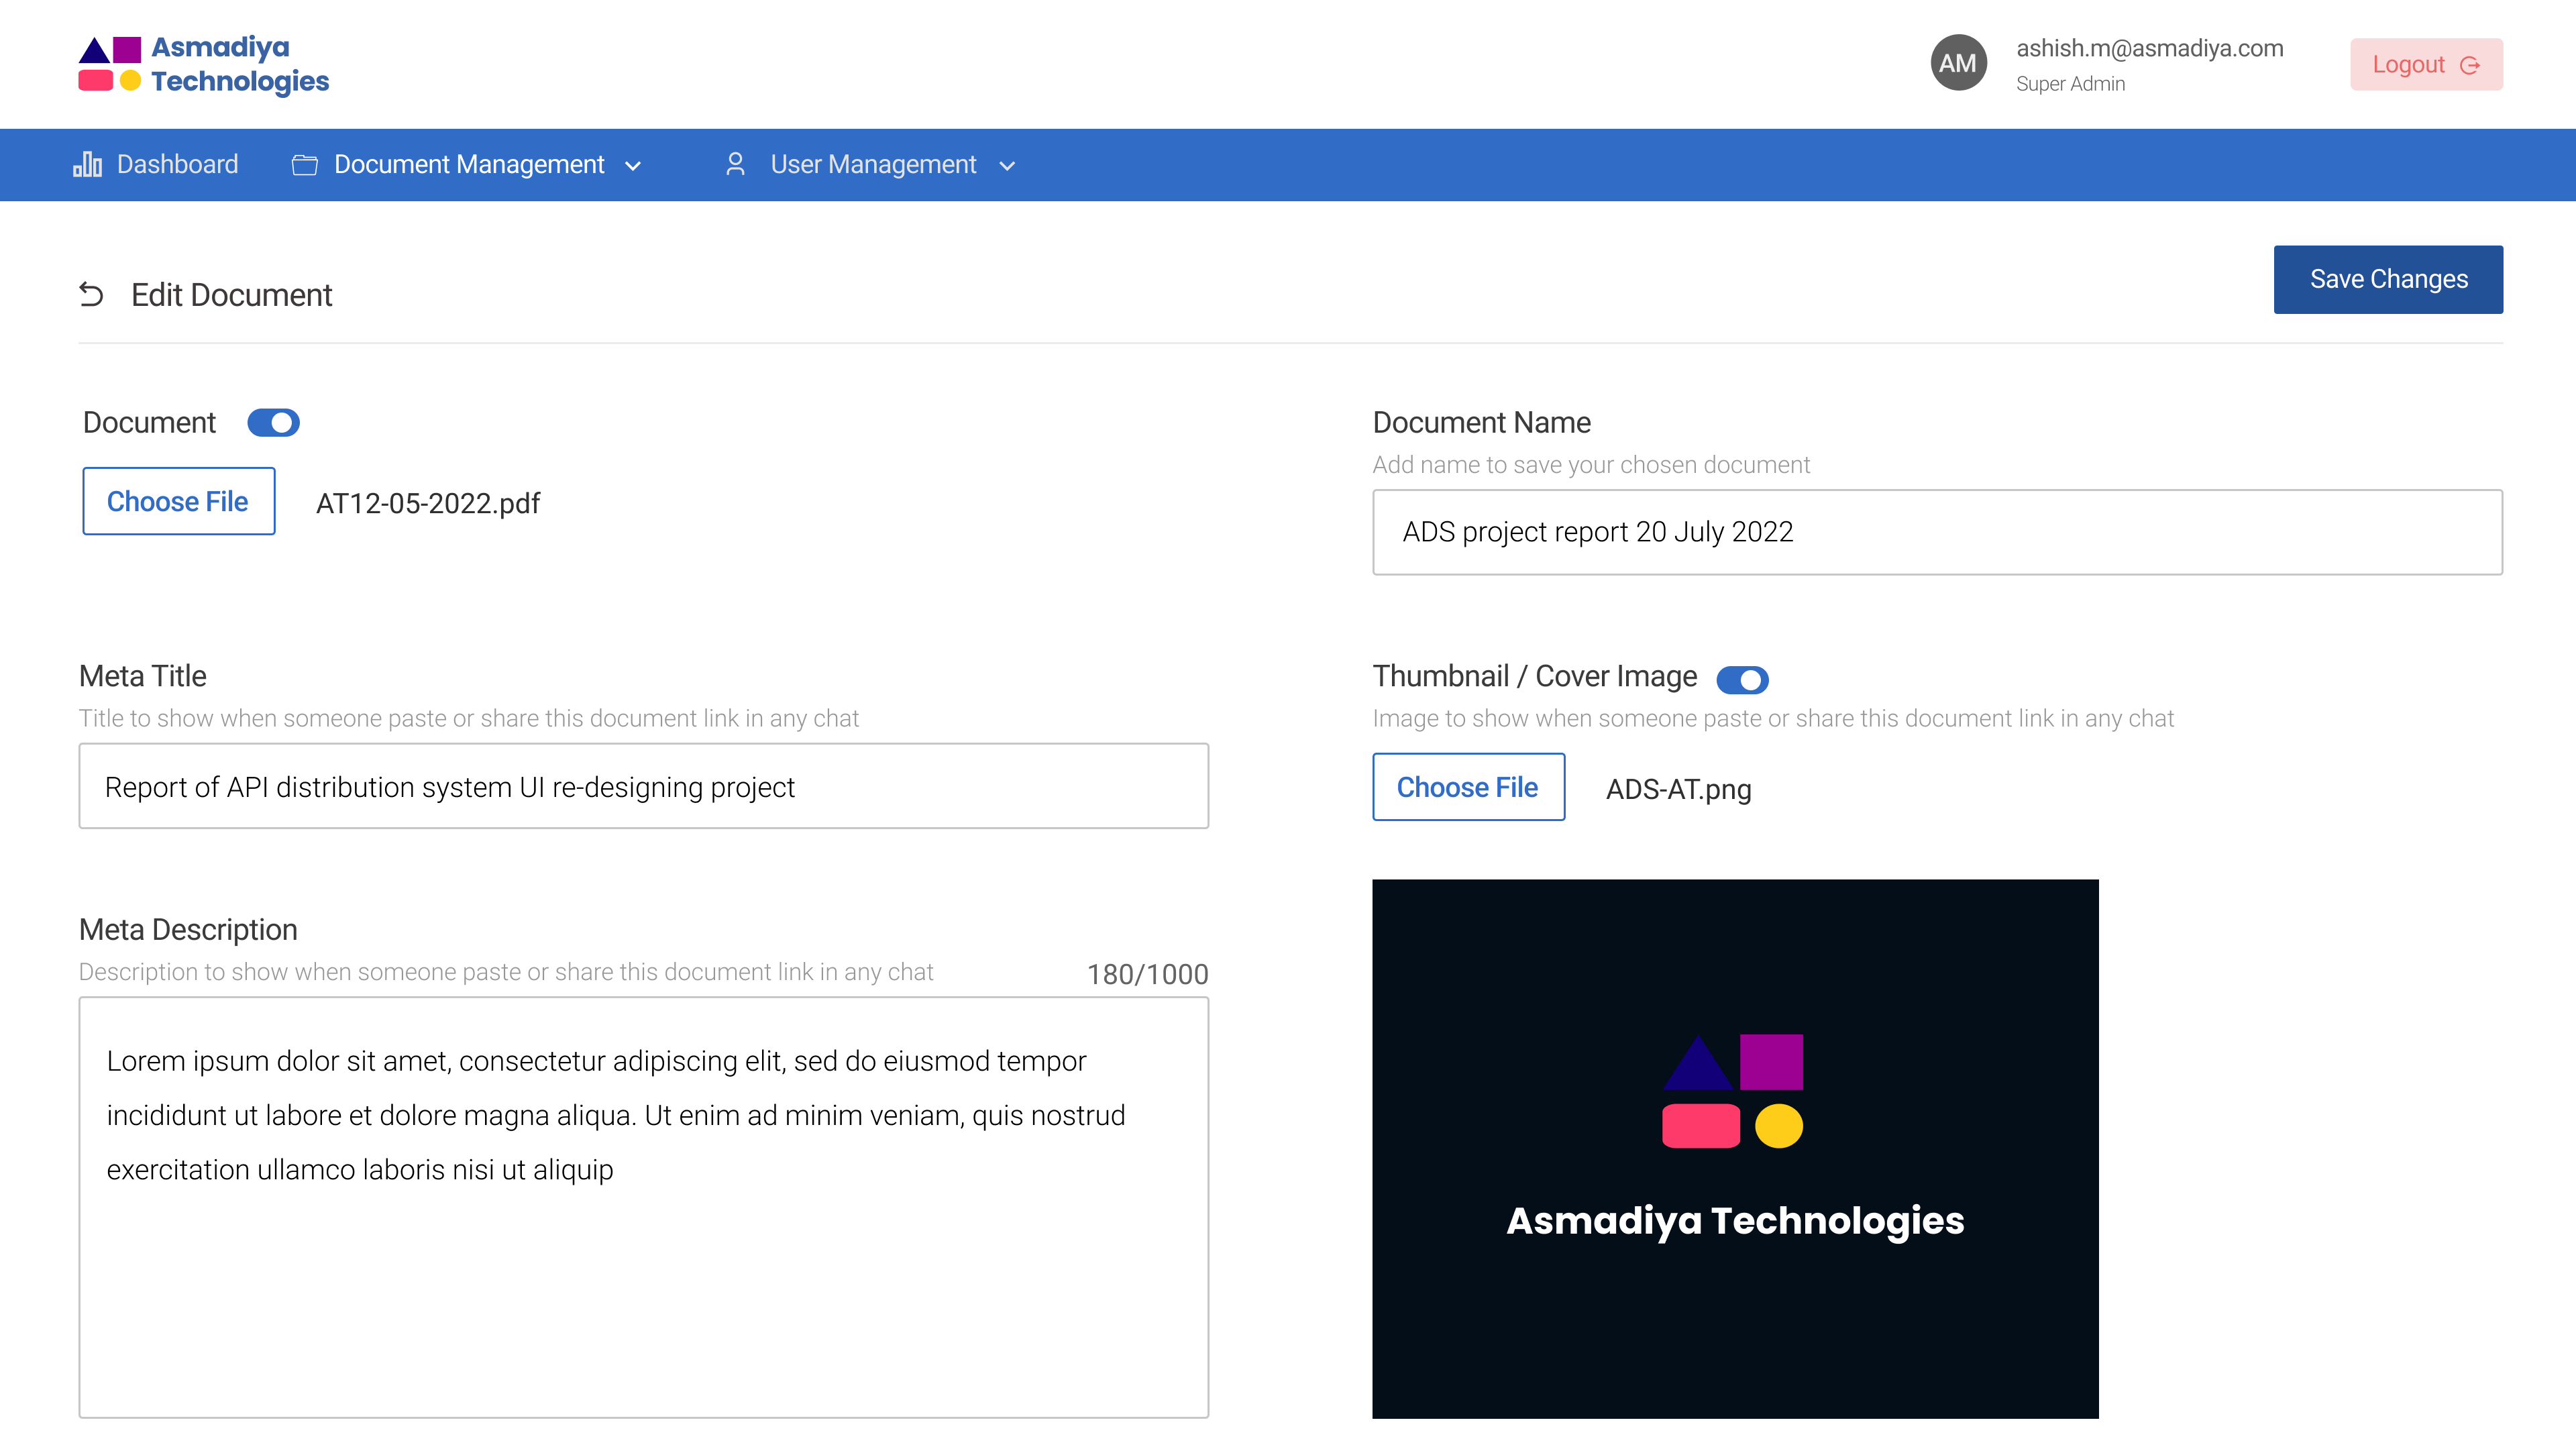 Asmadiya
Technologies
AM
ashish.m@asmadiya.com
Super Admin
Logout
Dashboard
Document Management
User Management
Edit Document
Save Changes
Document
Choose File
AT12-05-2022.pdf
Document Name
Add name to save your chosen document
ADS project report 20 July 2022
Meta Title
Title to show when someone paste or share this document link in any chat
Report of API distribution system UI re-designing project
Thumbnail / Cover Image
Image to show when someone paste or share this document link in any chat
Choose File
ADS-AT.png
Meta Description
Description to show when someone paste or share this document link in any chat
180/1000
Lorem ipsum dolor sit amet, consectetur adipiscing elit, sed do eiusmod tempor
incididunt ut labore et dolore magna aliqua. Ut enim ad minim veniam, quis nostrud
exercitation ullamco laboris nisi ut aliquip
Asmadiya Technologies